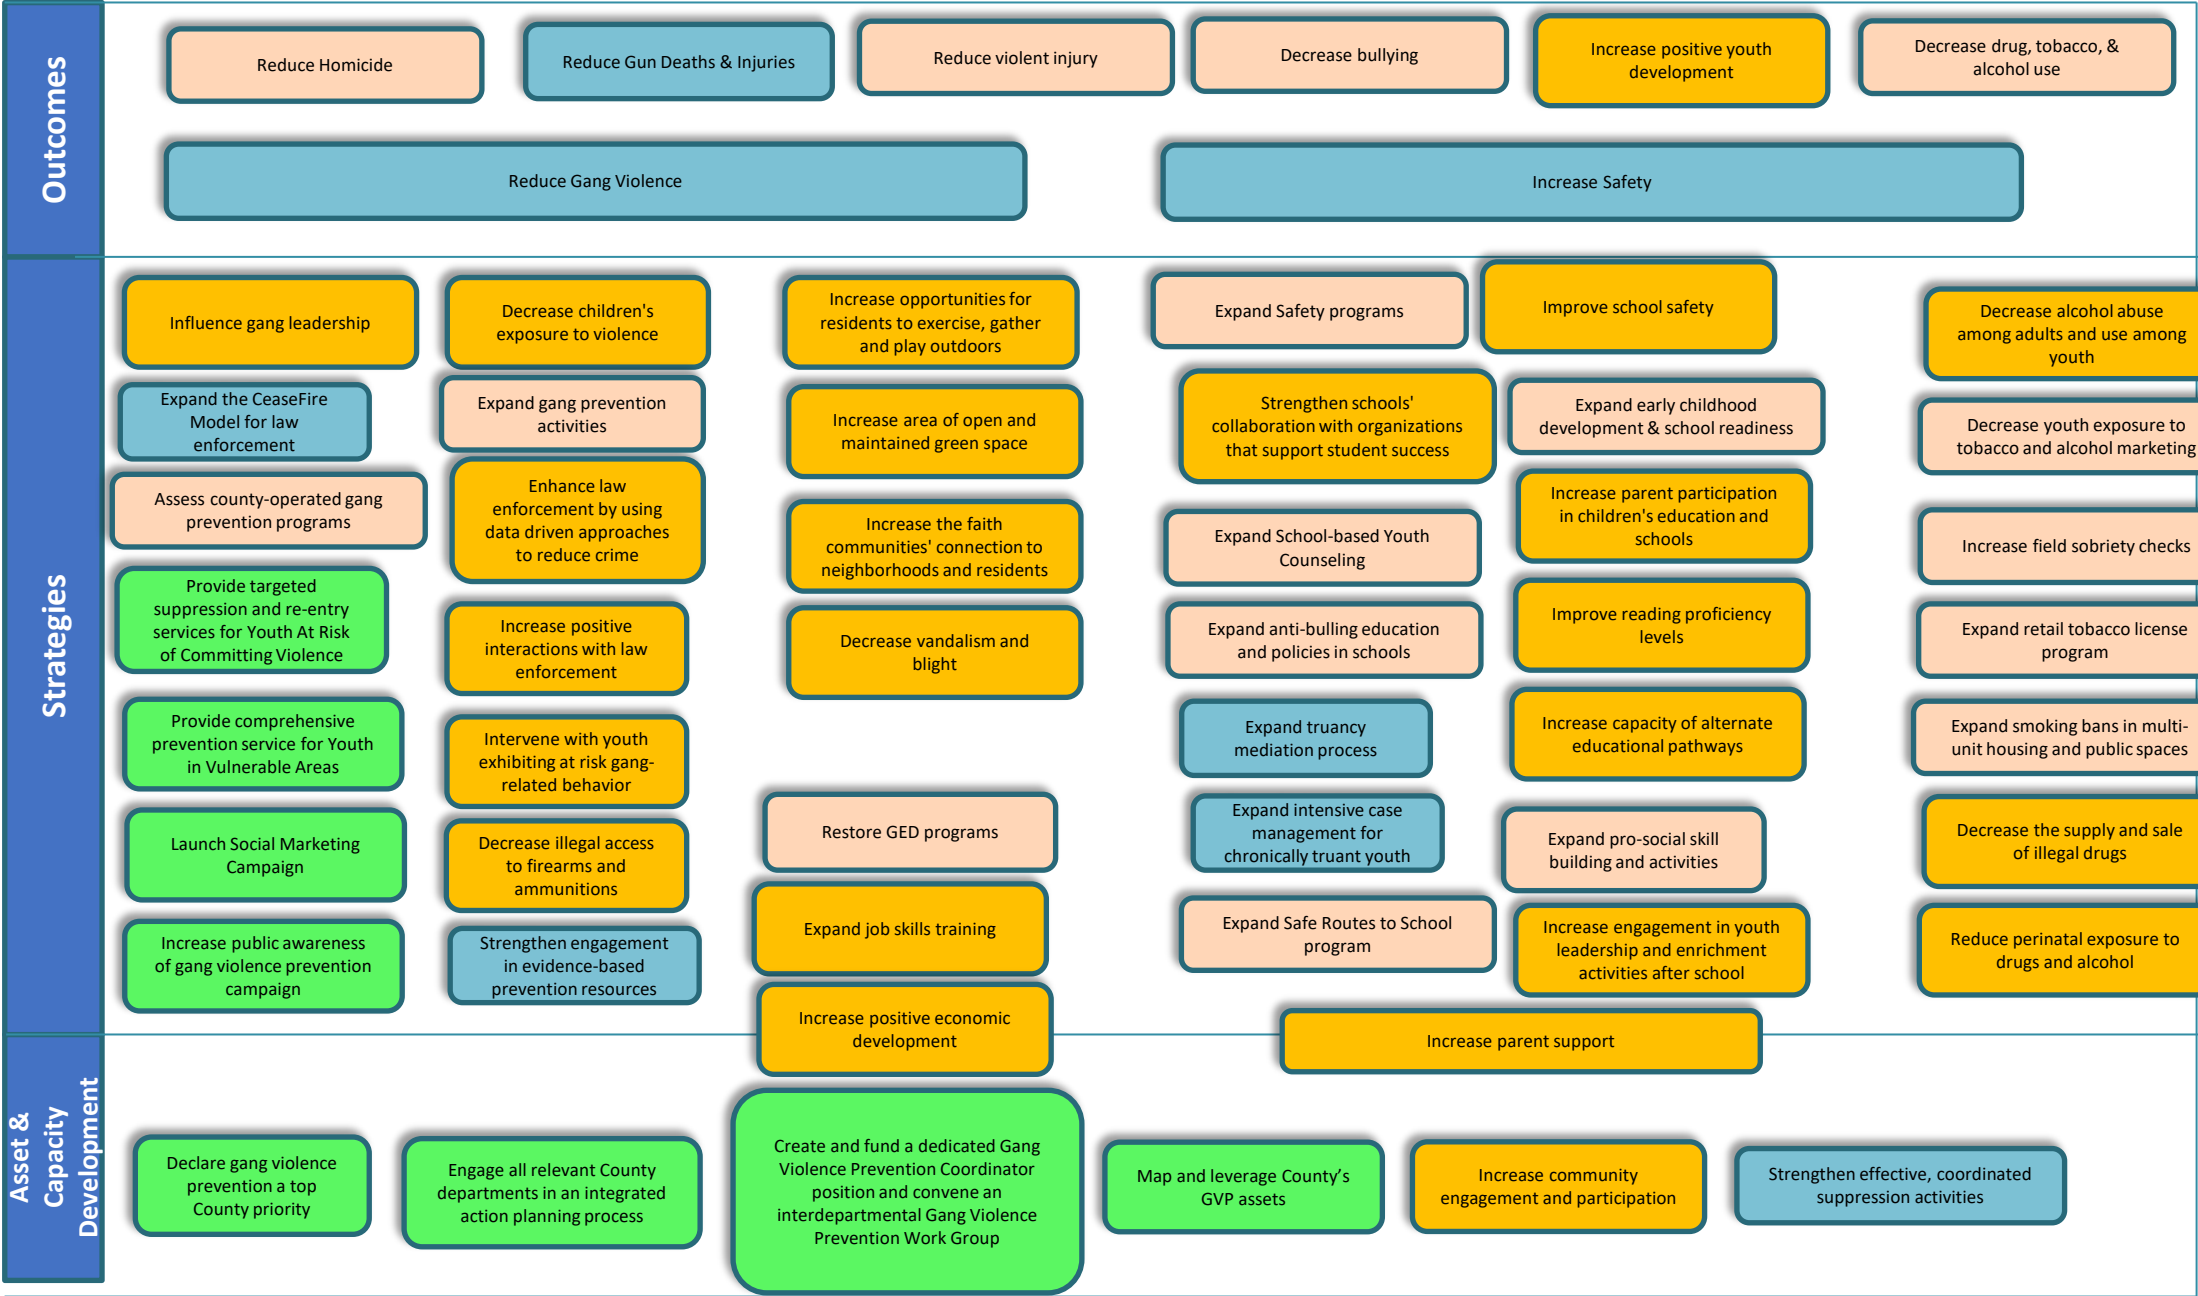 Outcomes
Reduce Homicide
Reduce Gun Deaths & Injuries
Reduce violent injury
Decrease bullying
Increase positive youth
development
Decrease drug, tobacco, &
alcohol use
Reduce Gang Violence
Increase Safety
Strategies
Influence gang leadership
Expand the CeaseFire
Model for law
enforcement
Assess county-operated gang
prevention programs
Provide targeted
suppression and re-entry
services for Youth At Risk
of Committing Violence
Provide comprehensive
prevention service for Youth
in Vulnerable Areas
Launch Social Marketing
Campaign
Increase public awareness
of gang violence prevention
campaign
Decrease children's
exposure to violence
Expand gang prevention
activities
Enhance law
enforcement by using
data driven approaches
to reduce crime
Increase positive
interactions with law
enforcement
Intervene with youth
exhibiting at risk gang-
related behavior
Decrease illegal access
to firearms and
ammunitions
Strengthen engagement
in evidence-based
prevention resources
Increase opportunities for
residents to exercise, gather
and play outdoors
Increase area of open and
maintained green space
Increase the faith
communities' connection to
neighborhoods and residents
Decrease vandalism and
blight
Restore GED programs
Expand job skills training
Increase positive economic
development
Expand Safety programs
Strengthen schools'
collaboration with organizations
that support student success
Expand School-based Youth
Counseling
Expand anti-bulling education
and policies in schools
Expand truancy
mediation process
Expand intensive case
management for
chronically truant youth
Expand Safe Routes to School
program
Improve school safety
Expand early childhood
development & school readiness
Increase parent participation
in children's education and
schools
Improve reading proficiency
levels
Increase capacity of alternate
educational pathways
Expand pro-social skill
building and activities
Increase engagement in youth
leadership and enrichment
activities after school
Increase parent support
Decrease alcohol abuse
among adults and use among
youth
Decrease youth exposure to
tobacco and alcohol marketing
Increase field sobriety checks
Expand retail tobacco license
program
Expand smoking bans in multi-
unit housing and public spaces
Decrease the supply and sale
of illegal drugs
Reduce perinatal exposure to
drugs and alcohol
Asset &
Capacity
Development
Declare gang violence
prevention a top
County priority
Engage all relevant County
departments in an integrated
action planning process
Create and fund a dedicated Gang
Violence Prevention Coordinator
position and convene an
interdepartmental Gang Violence
Prevention Work Group
Map and leverage County’s
GVP assets
Increase community
engagement and participation
Strengthen effective, coordinated
suppression activities